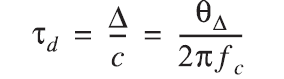 τ_d = Δ/c = θ_Δ/2πf_c